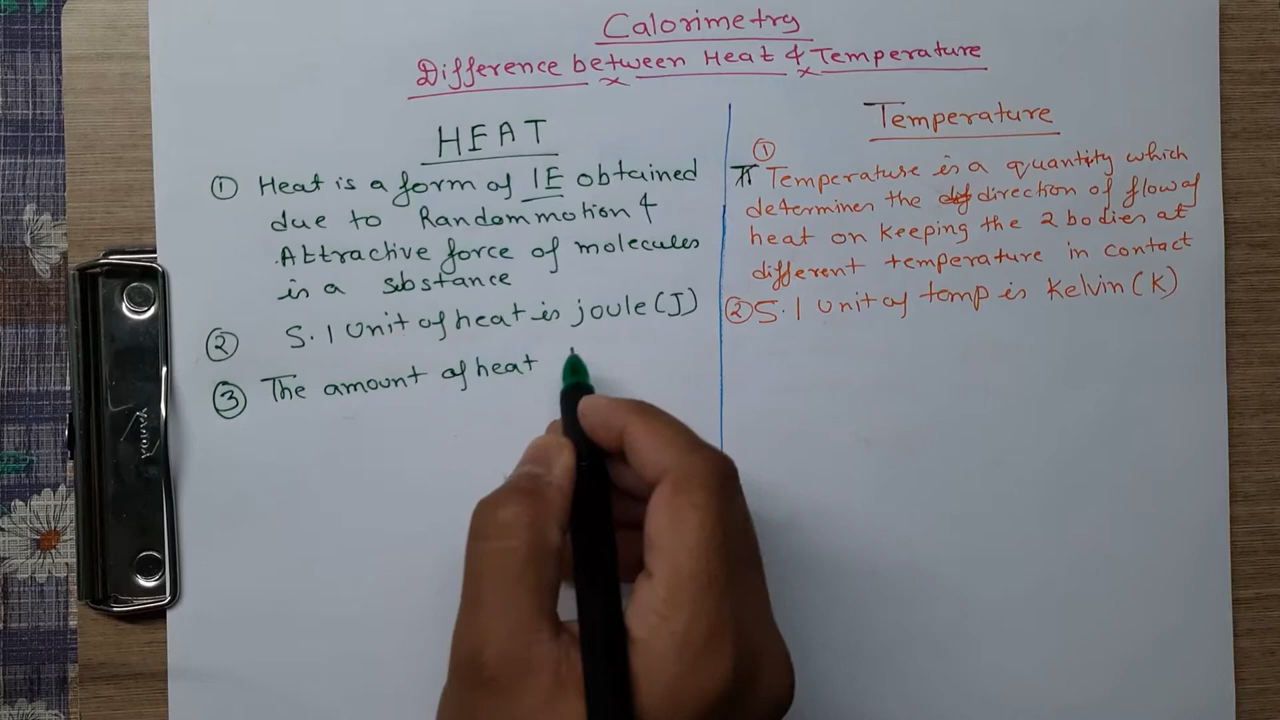 Calorimetry
Difference between Heat & Temperature
HEAT
① Heat is a form of IE obtained
due to Random motion &
Attractive force of molecules
is a substance
② S.I Unit of heat is joule (J)
③ The amount of heat
Temperature
①
Temperature is a quantity which
determines the direction of flow of
heat on keeping the 2 bodies at
different temperature in contact
② S.I Unit of temp is Kelvin (K)